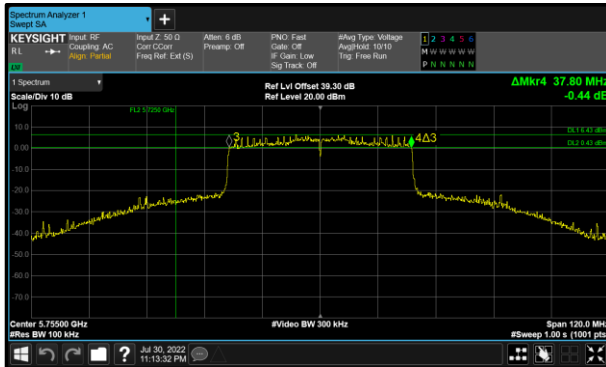 Spectrum Analyzer 1
Swept SA
KEYSIGHT
RL
Input: RF
Coupling: AC
Align: Partial
Input Z: 50 Ω
Corr CCorr
Freq Ref: Ext (S)
Atten: 6 dB
Preamp: Off
PNO: Fast
Gate: Off
IF Gain: Low
Sig Track: Off
#Avg Type: Voltage
Avg|Hold: 10/10
Trig: Free Run
1 2 3 4 5 6
M W W W W W
P N N N N N
1 Spectrum
Scale/Div 10 dB
Ref Lvl Offset 39.30 dB
Ref Level 20.00 dBm
ΔMkr4 37.80 MHz
-0.44 dB
Log
FL2 5.7250 GHz
10.0
0.00
-10.0
-20.0
-30.0
-40.0
-50.0
-60.0
-70.0
3
4Δ3
DL1 6.43 dBm
DL2 0.43 dBm
Center 5.75500 GHz
#Res BW 100 kHz
#Video BW 300 kHz
Span 120.0 MHz
#Sweep 1.00 s (1001 pts)
?
Jul 30, 2022
11:13:32 PM